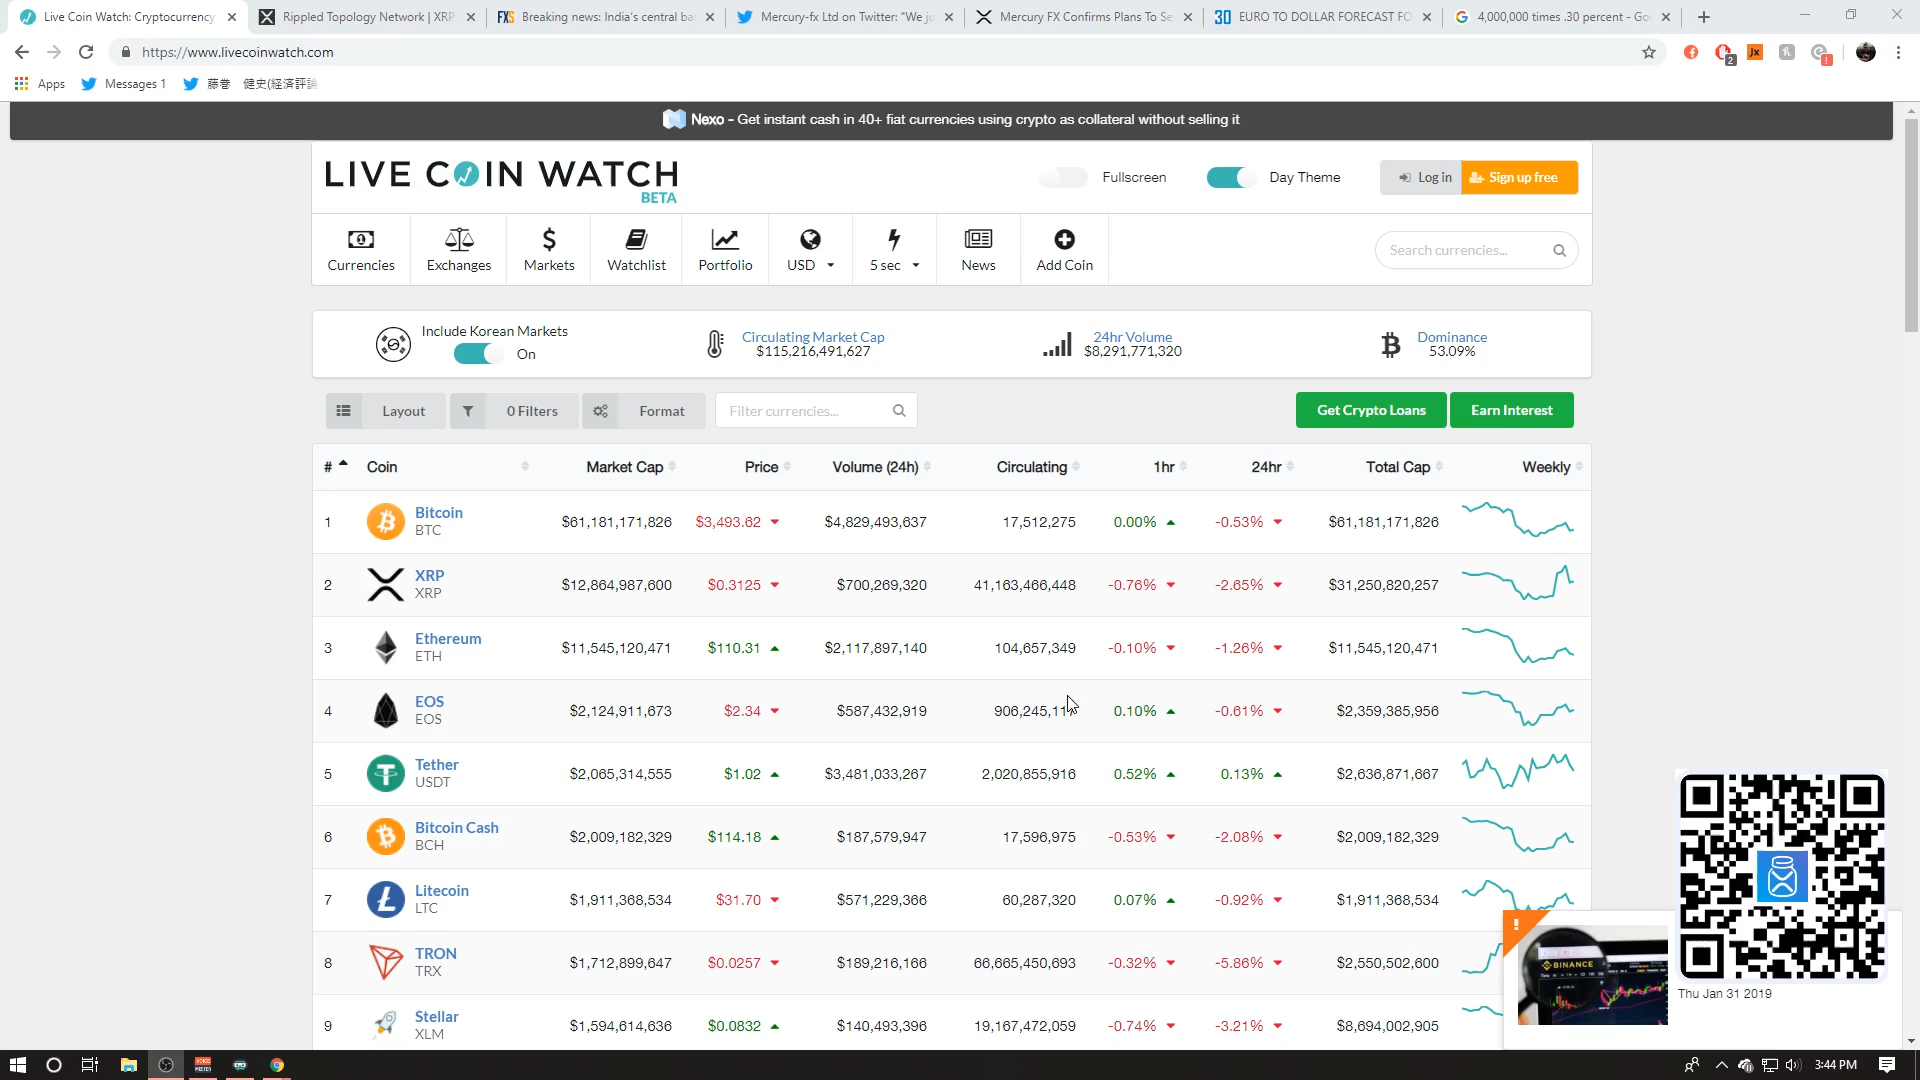 Live Coin Watch: Cryptocurrency
Rippled Topology Network | XRP
FXS Breaking news: India's central ba
Mercury-fx Ltd on Twitter: "We ju
Mercury FX Confirms Plans To Se
30 EURO TO DOLLAR FORECAST FO
4,000,000 times .30 percent - Go
https://www.livecoinwatch.com
Apps
Messages 1
藤巻 健史(経済評論
Nexo - Get instant cash in 40+ fiat currencies using crypto as collateral without selling it
LIVE COIN WATCH
BETA
Fullscreen
Day Theme
Log in
Sign up free
Currencies
Exchanges
Markets
Watchlist
Portfolio
USD
5 sec
News
Add Coin
Search currencies...
Include Korean Markets
On
Circulating Market Cap
$115,216,491,627
24hr Volume
$8,291,771,320
Dominance
53.09%
Layout
0 Filters
Format
Filter currencies...
Get Crypto Loans
Earn Interest
# Coin Market Cap Price Volume (24h) Circulating 1hr 24hr Total Cap Weekly
1 Bitcoin BTC $61,181,171,826 $3,493.62 $4,829,493,637 17,512,275 0.00% -0.53% $61,181,171,826
2 XRP XRP $12,864,987,600 $0.3125 $700,269,320 41,163,466,448 -0.76% -2.65% $31,250,820,257
3 Ethereum ETH $11,545,120,471 $110.31 $2,117,897,140 104,657,349 -0.10% -1.26% $11,545,120,471
4 EOS EOS $2,124,911,673 $2.34 $587,432,919 0.10% -0.61% $2,359,385,956
5 Tether USDT $2,065,314,555 $1.02 $3,481,033,267 2,020,855,916 0.52% 0.13% $2,636,871,667
6 Bitcoin Cash BCH $2,009,182,329 $114.18 $187,579,947 17,596,975 -0.53% -2.08% $2,009,182,329
7 Litecoin LTC $1,911,368,534 $31.70 $571,229,366 60,287,320 0.07% -0.92% $1,911,368,534
8 TRON TRX $1,712,899,647 $0.0257 $189,216,166 66,665,450,693 -0.32% -5.86% $2,550,502,600
9 Stellar XLM $1,594,614,636 $0.0832 $140,493,396 19,167,472,059 -0.74% -3.21% $8,694,002,905
BINANCE
Thu Jan 31 2019
3:44 PM